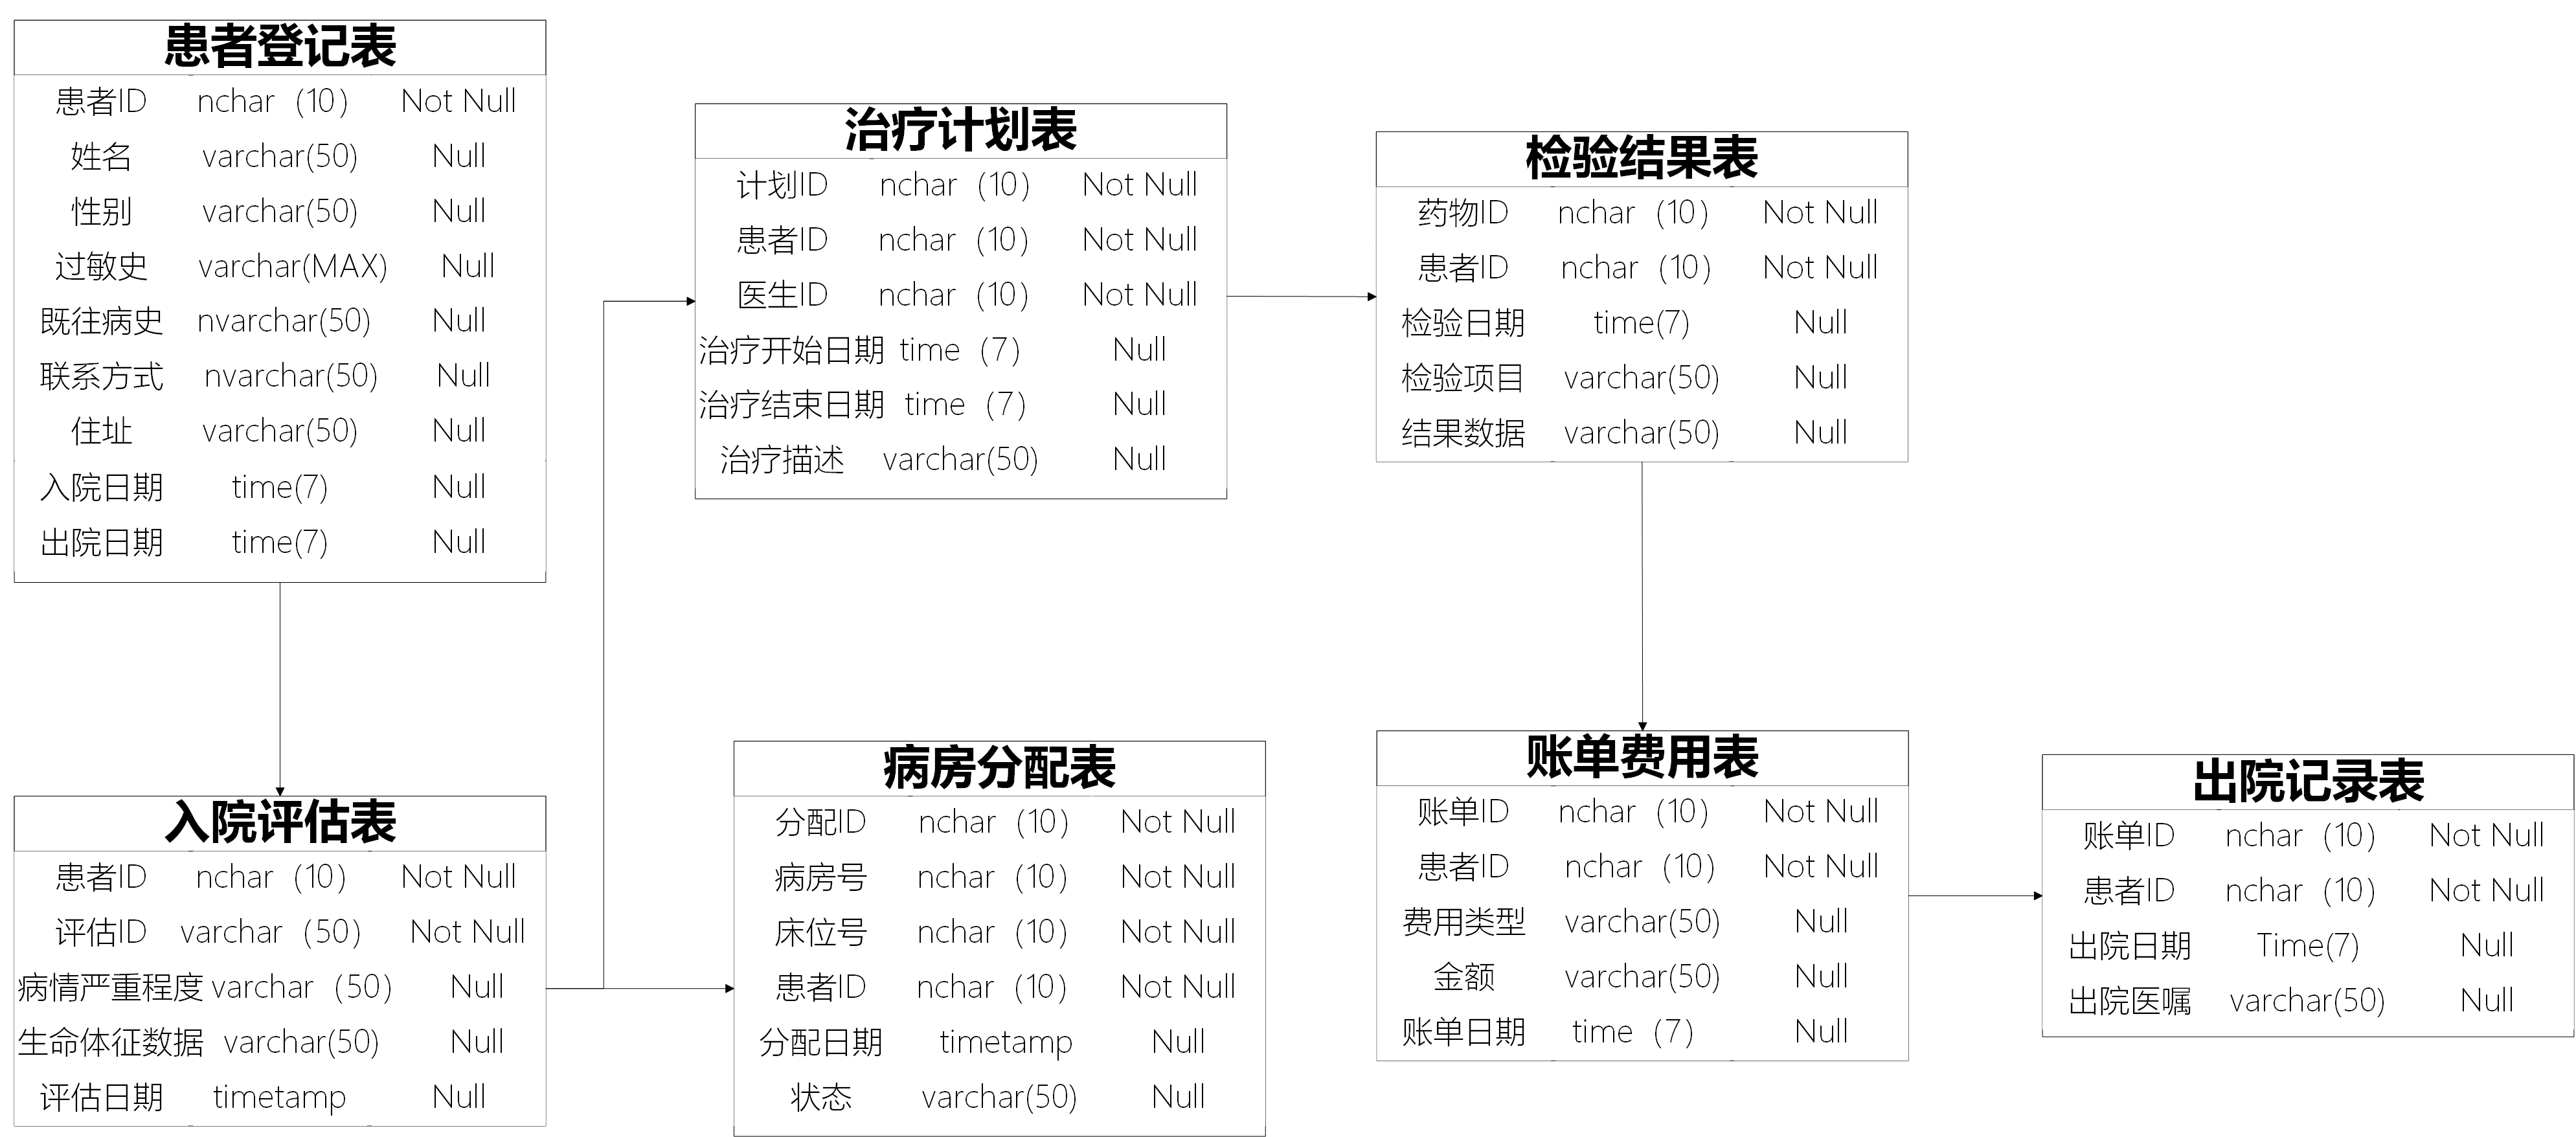 患者登记表
患者ID nchar（10） Not Null
姓名 varchar(50) Null
性别 varchar(50) Null
过敏史 varchar(MAX) Null
既往病史 nvarchar(50) Null
联系方式 nvarchar(50) Null
住址 varchar(50) Null
入院日期 time(7) Null
出院日期 time(7) Null
治疗计划表
计划ID nchar（10） Not Null
患者ID nchar（10） Not Null
医生ID nchar（10） Not Null
治疗开始日期 time（7） Null
治疗结束日期 time（7） Null
治疗描述 varchar(50) Null
检验结果表
药物ID nchar（10） Not Null
患者ID nchar（10） Not Null
检验日期 time(7) Null
检验项目 varchar(50) Null
结果数据 varchar(50) Null
入院评估表
患者ID nchar（10） Not Null
评估ID varchar（50） Not Null
病情严重程度 varchar（50） Null
生命体征数据 varchar(50) Null
评估日期 timetamp Null
病房分配表
分配ID nchar（10） Not Null
病房号 nchar（10） Not Null
床位号 nchar（10） Not Null
患者ID nchar（10） Not Null
分配日期 timetamp Null
状态 varchar(50) Null
账单费用表
账单ID nchar（10） Not Null
患者ID nchar（10） Not Null
费用类型 varchar(50) Null
金额 varchar(50) Null
账单日期 time（7） Null
出院记录表
账单ID nchar（10） Not Null
患者ID nchar（10） Not Null
出院日期 Time(7) Null
出院医嘱 varchar(50) Null